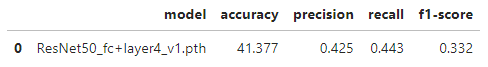 model accuracy precision recall f1-score
0 ResNet50_fc+layer4_v1.pth 41.377 0.425 0.443 0.332